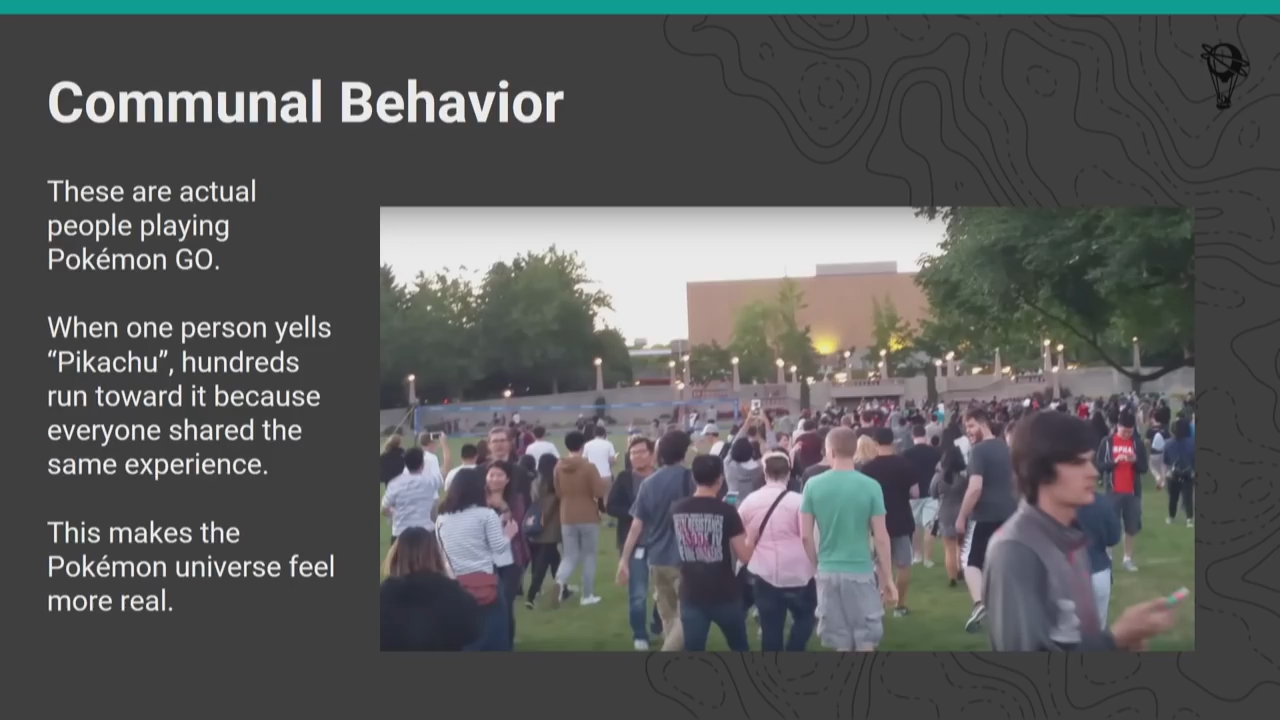 Communal Behavior
These are actual
people playing
Pokémon GO.
When one person yells
“Pikachu”, hundreds
run toward it because
everyone shared the
same experience.
This makes the
Pokémon universe feel
more real.